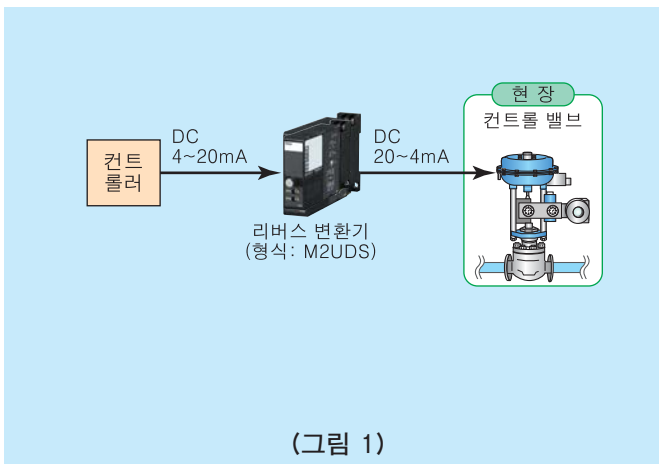 현 장
컨트롤 밸브
DC
4~20mA
DC
20~4mA
컨트
롤러
리버스 변환기
(형식: M2UDS)
(그림 1)